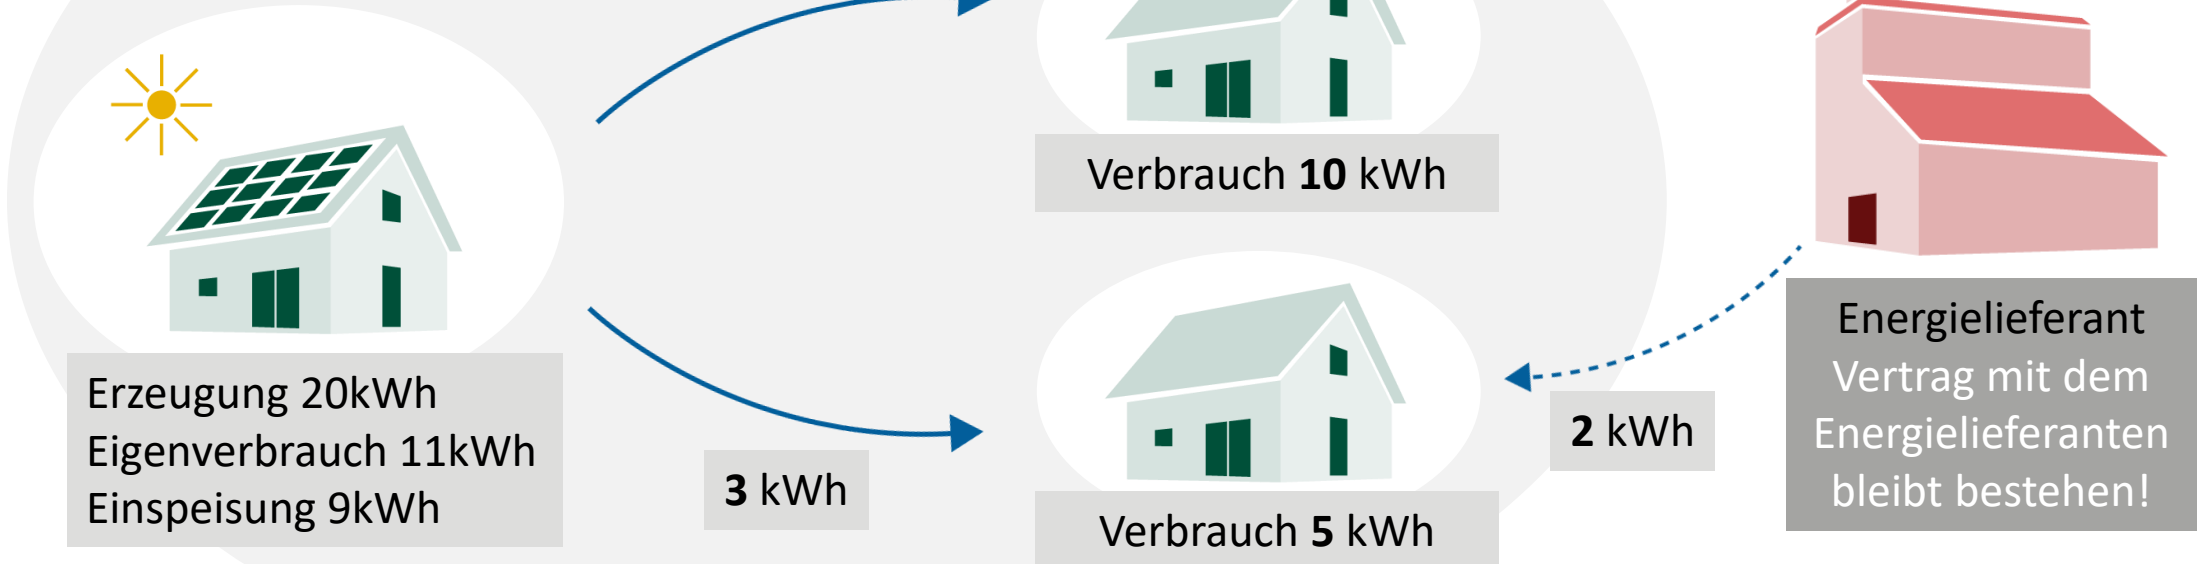 Verbrauch 10 kWh
Erzeugung 20kWh
Eigenverbrauch 11kWh
Einspeisung 9kWh
3 kWh
Verbrauch 5 kWh
2 kWh
Energielieferant
Vertrag mit dem
Energielieferanten
bleibt bestehen!